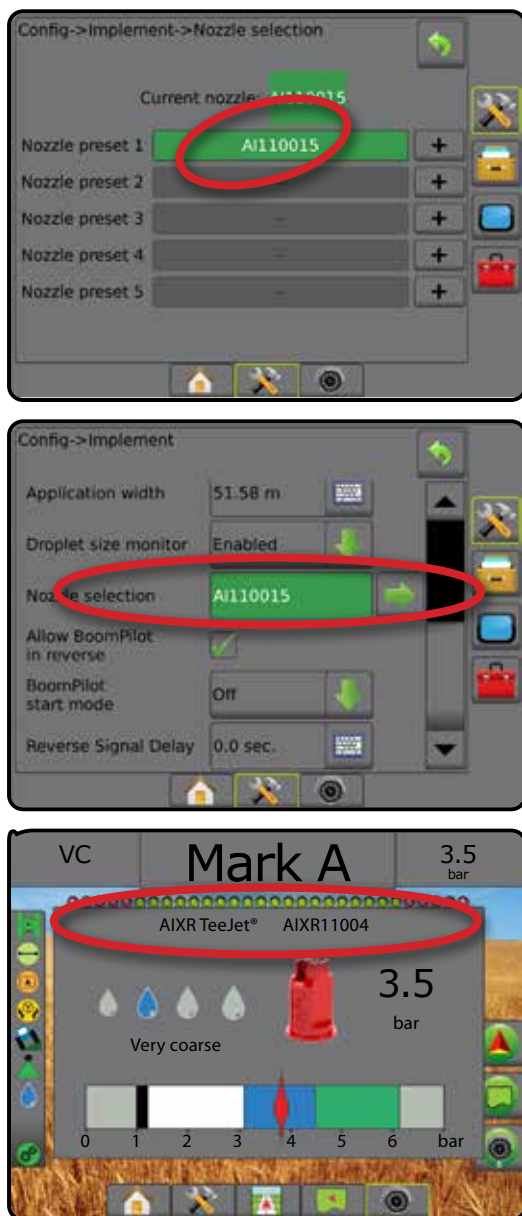 Config->Implement->Nozzle selection
Current nozzle: AI110015
Nozzle preset 1 AI110015 +
Nozzle preset 2 – +
Nozzle preset 3 – +
Nozzle preset 4 – +
Nozzle preset 5 – +
Config->Implement
Application width 51.58 m
Droplet size monitor Enabled
Nozzle selection AI110015
Allow BoomPilot
in reverse
BoomPilot
start mode Off
Reverse Signal Delay 0.0 sec.
VC Mark A 3.5
bar
AIXR TeeJet® AIXR11004
3.5
bar
Very coarse
0 1 2 3 4 5 6 bar